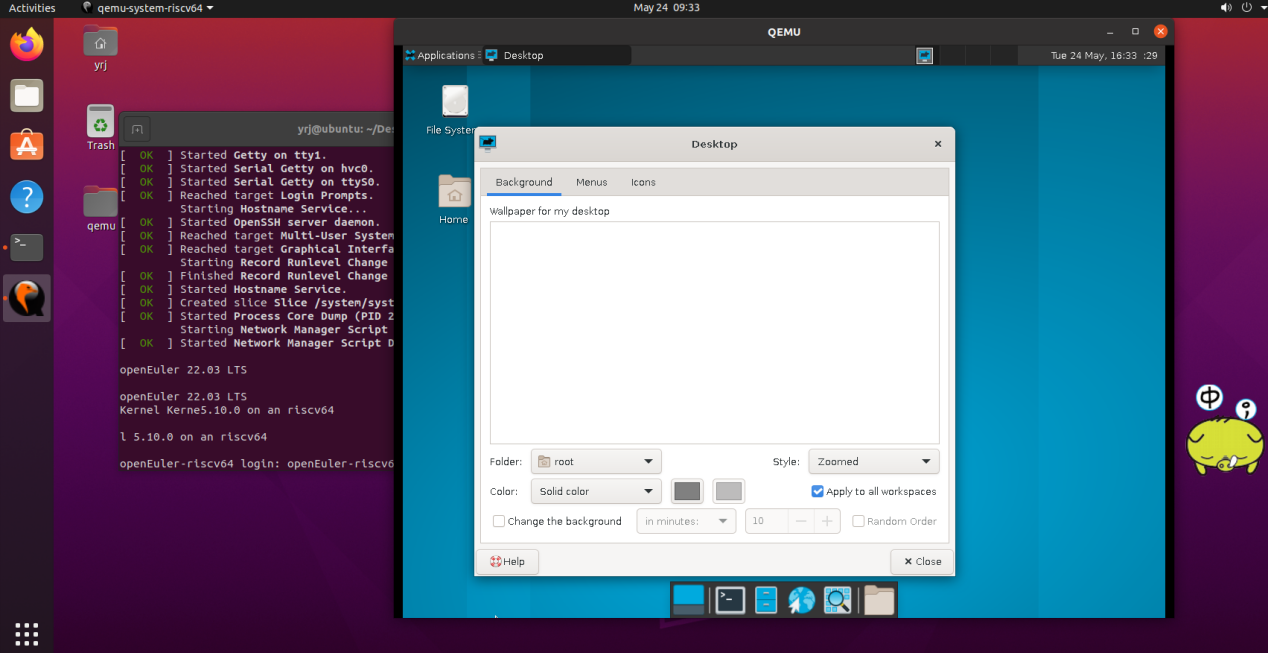 Activities
qemu-system-riscv64
May 24 09:33
QEMU
Applications
Desktop
Tue 24 May, 16:33 :29
yrj
Trash
qemu
yrj@ubuntu: ~/Des
[ OK ] Started Getty on tty1.
[ OK ] Started Serial Getty on hvc0.
[ OK ] Started Serial Getty on ttyS0.
[ OK ] Reached target Login Prompts.
Starting Hostname Service...
[ OK ] Started OpenSSH server daemon.
[ OK ] Reached target Multi-User System
[ OK ] Reached target Graphical Interfa
Starting Record Runlevel Change
[ OK ] Finished Record Runlevel Change
[ OK ] Started Hostname Service.
[ OK ] Created slice Slice /system/syst
[ OK ] Started Process Core Dump (PID 2
Starting Network Manager Script
[ OK ] Started Network Manager Script D
openEuler 22.03 LTS
openEuler 22.03 LTS
Kernel Kerne5.10.0 on an riscv64
l 5.10.0 on an riscv64
openEuler-riscv64 login: openEuler-riscv6
File System
Home
Desktop
Background
Menus
Icons
Wallpaper for my desktop
Folder:
root
Style:
Zoomed
Color:
Solid color
Apply to all workspaces
Change the background
in minutes:
10
Random Order
Help
Close
中